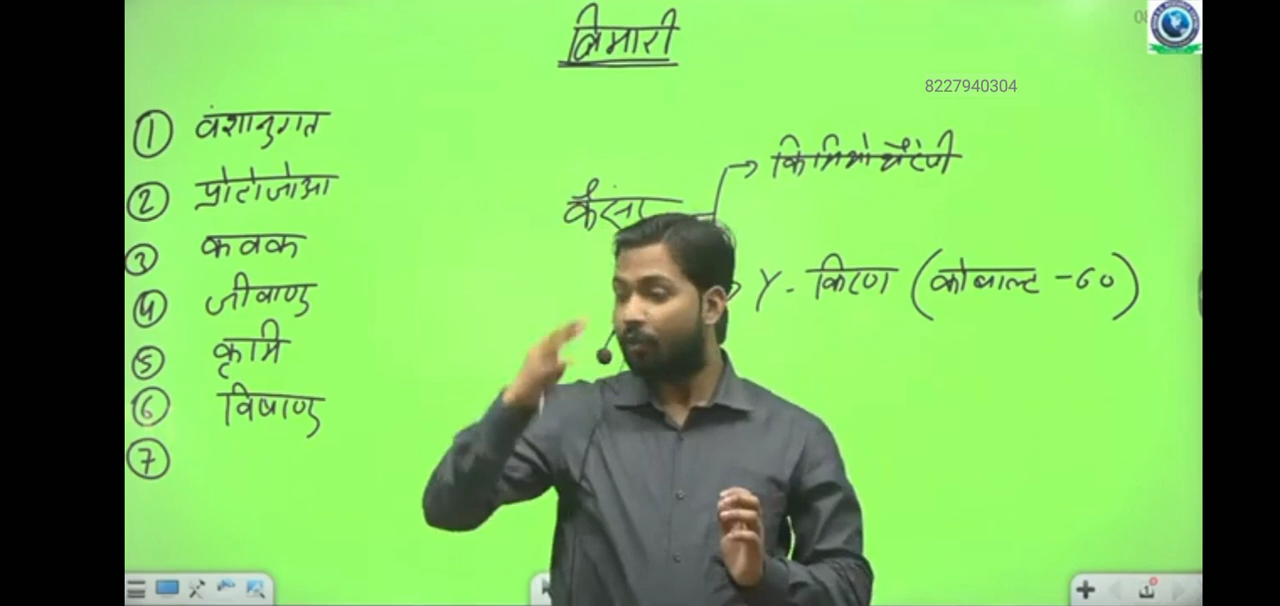 बिमारी
8227940304
① वंशानुगत
② प्रोटोजोआ
③ कवक
④ जीवाणु
⑤ कृमि
⑥ विषाणु
⑦
कैंसर
→ किमियोथैरेपी
γ- किरण (कोबाल्ट -60)